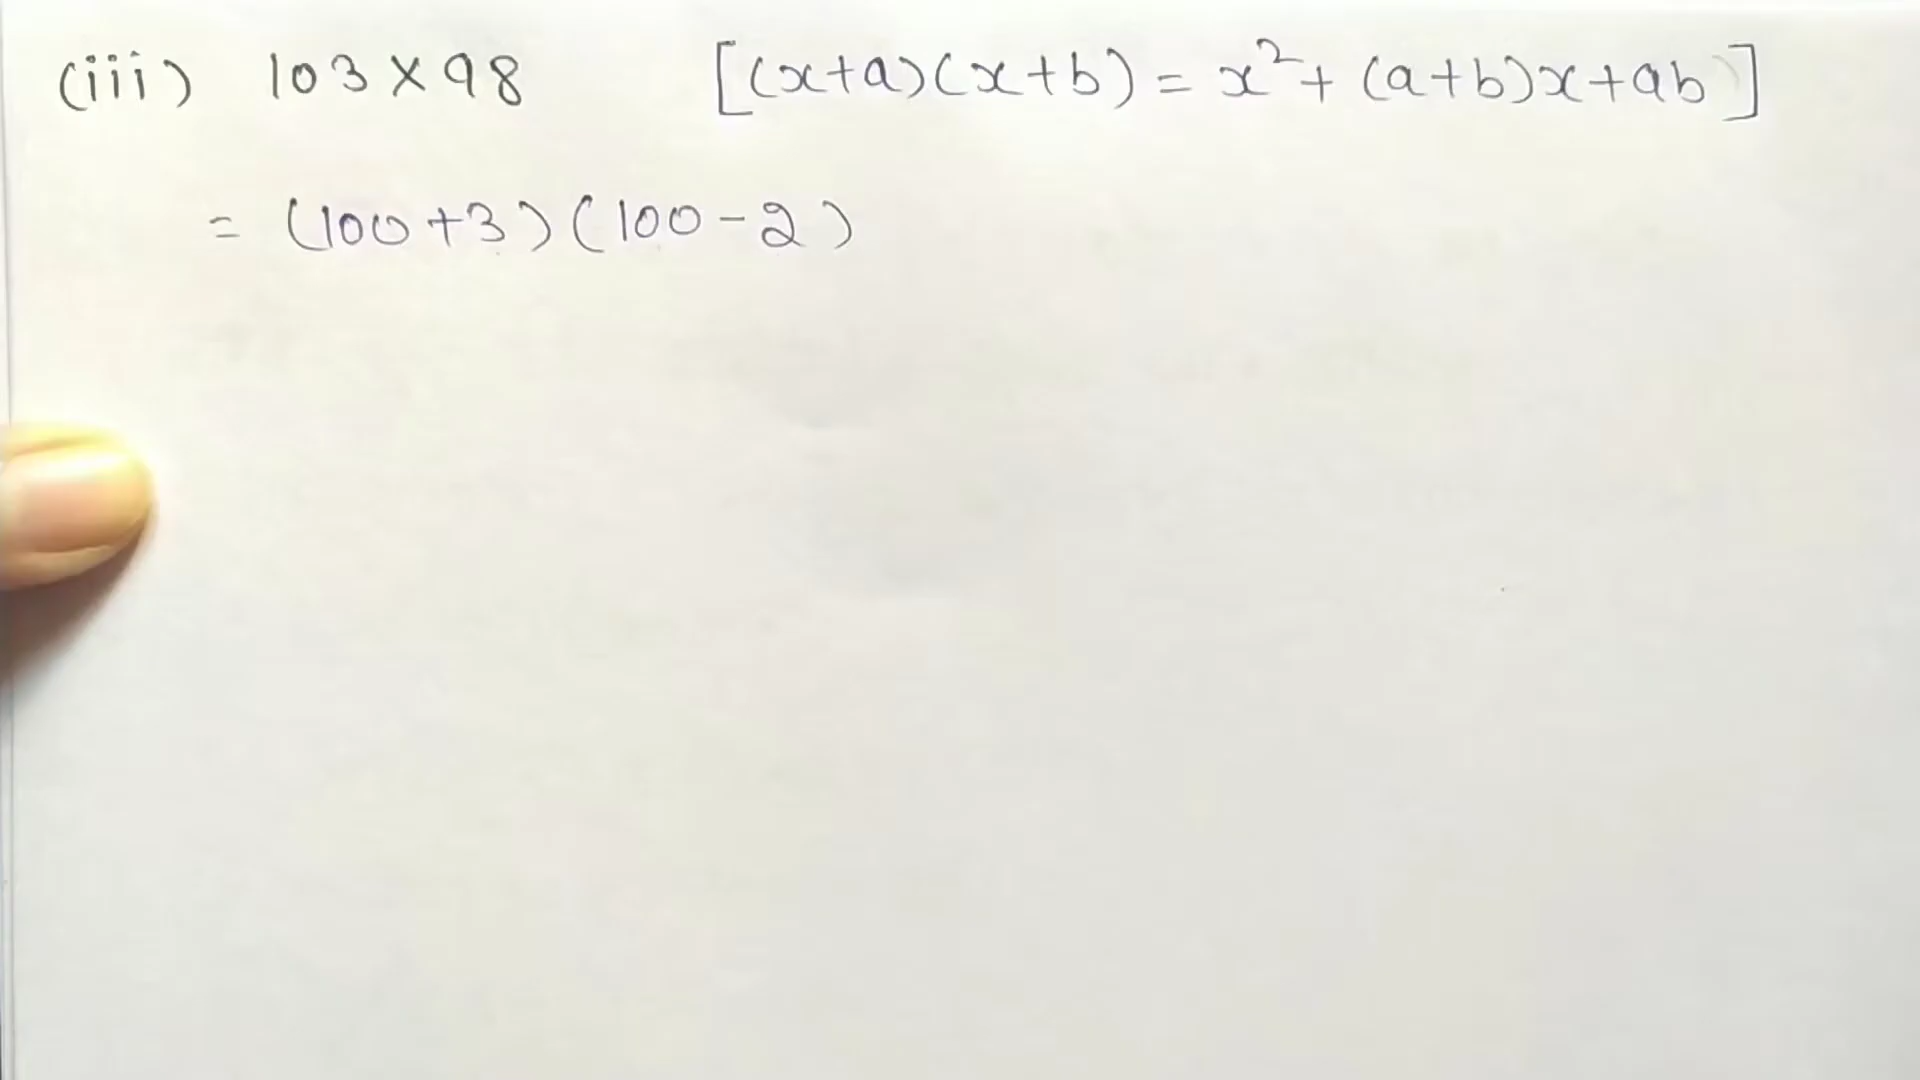 (iii) 103 × 98 [(x+a)(x+b) = x² + (a+b)x + ab]
= (100+3)(100-2)